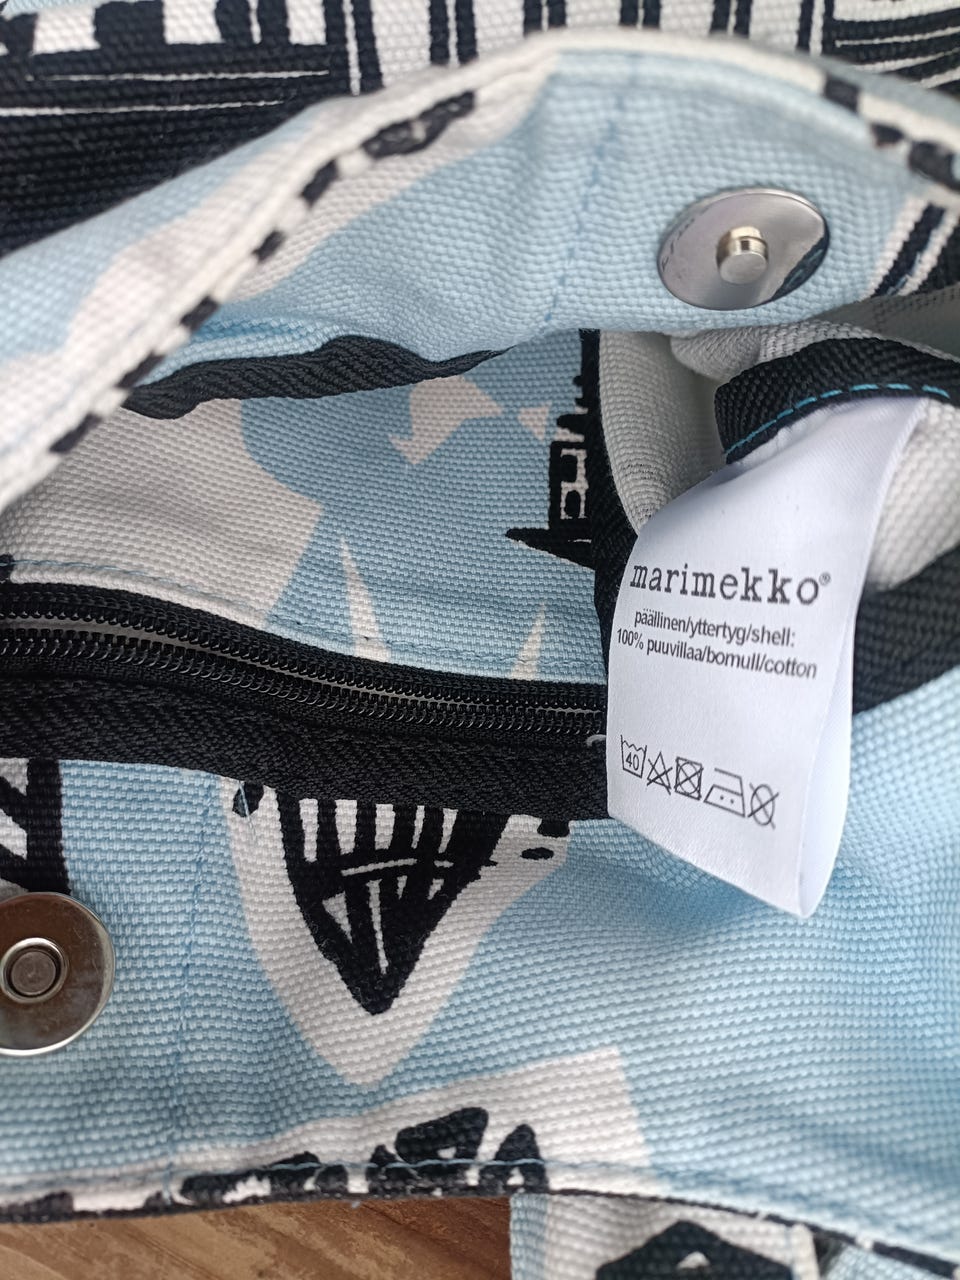 marimekko®
päällinen/yttertyg/shell:
100% puuvillaa/bomull/cotton
40